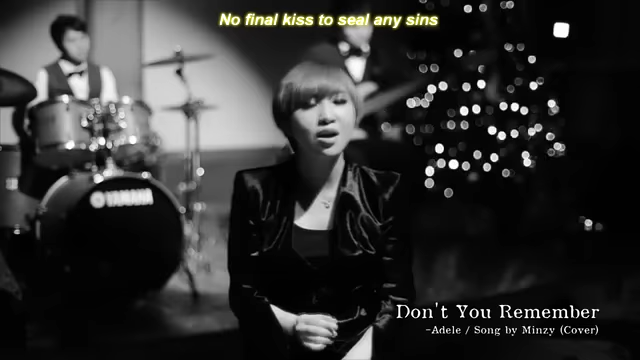 No final kiss to seal any sins
YAMAHA
Don't You Remember
-Adele / Song by Minzy (Cover)